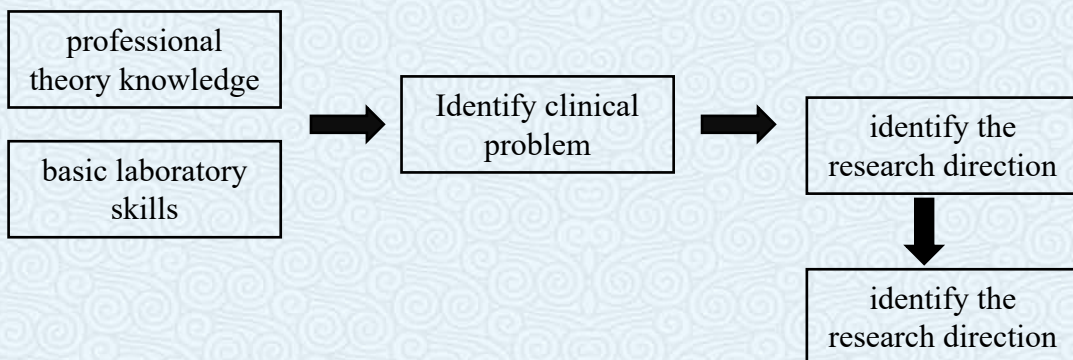 professional
theory knowledge
basic laboratory
skills
Identify clinical
problem
identify the
research direction
identify the
research direction